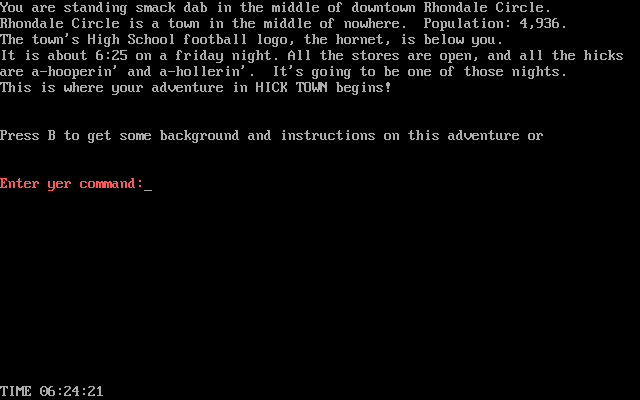 You are standing smack dab in the middle of downtown Rhondale Circle.
Rhondale Circle is a town in the middle of nowhere.  Population: 4,936.
The town's High School football logo, the hornet, is below you.
It is about 6:25 on a friday night. All the stores are open, and all the hicks
are a-hooperin' and a-hollerin'.  It's going to be one of those nights.
This is where your adventure in HICK TOWN begins!
Press B to get some background and instructions on this adventure or
Enter yer command:_
TIME 06:24:21